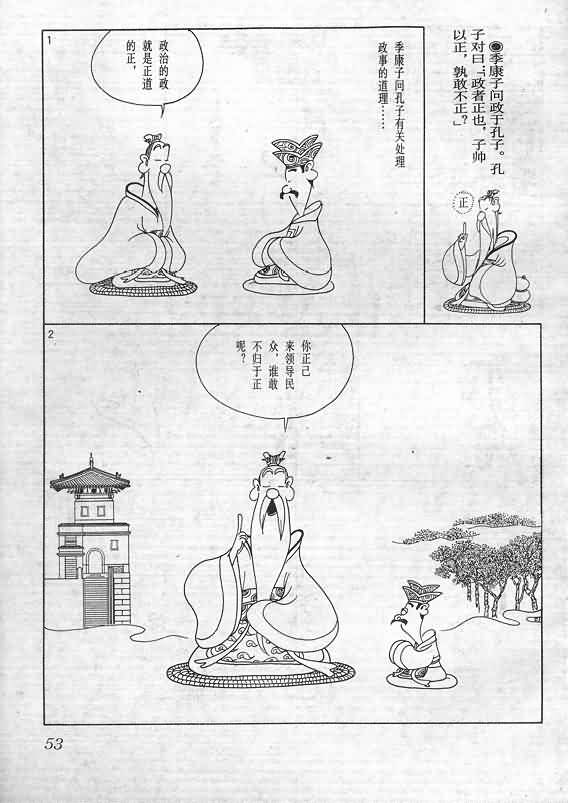 ●季康子问政于孔子。孔
子对曰：“政者正也，子帅
以正，孰敢不正？”
正
1
季康子问孔子有关处理
政事的道理……
政治的政
就是正道
的正，
2
你正己
来领导民
众，谁敢
不归于正
呢？
53